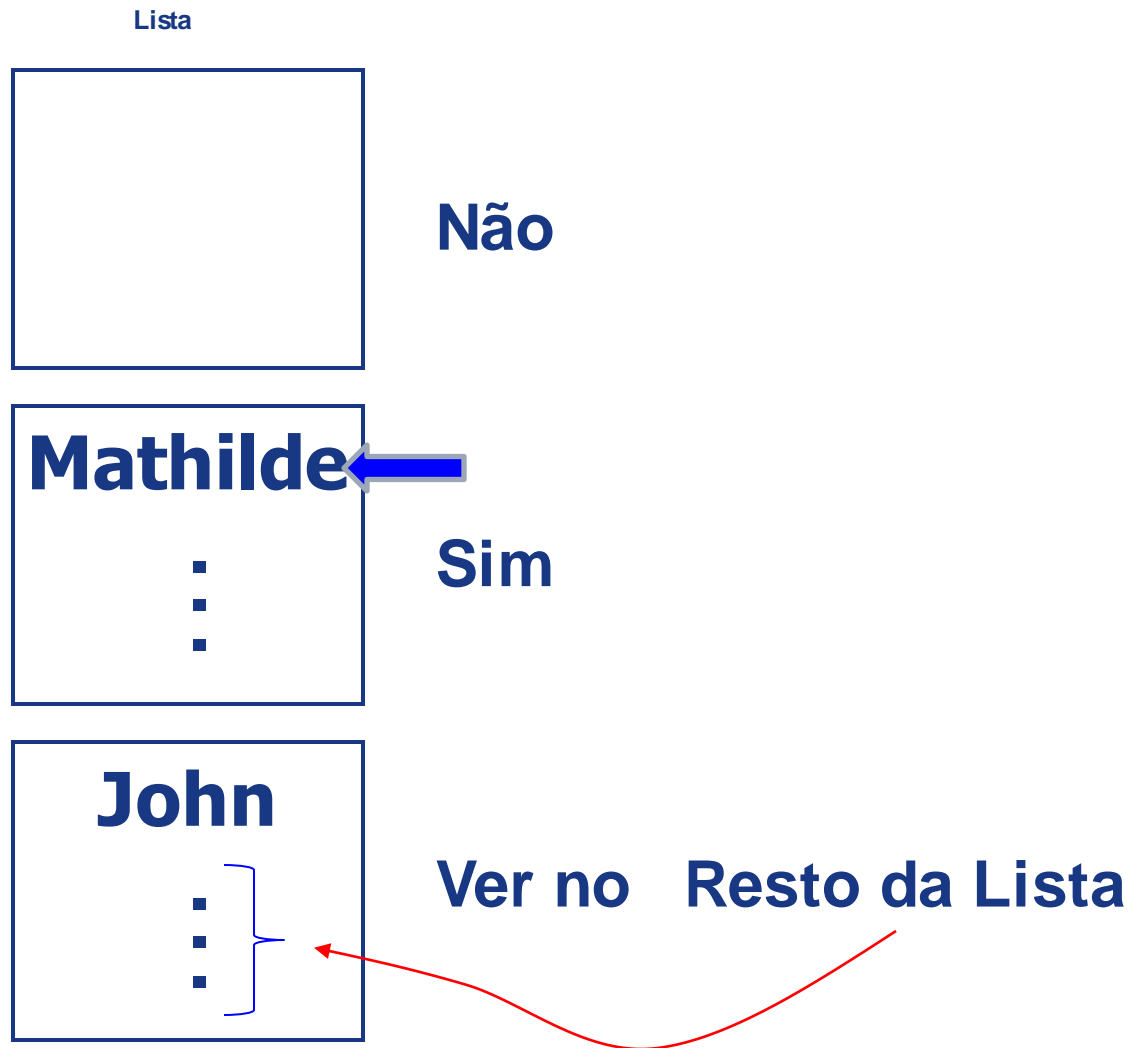 Lista
Não
Mathilde
Sim
John
Ver no Resto da Lista